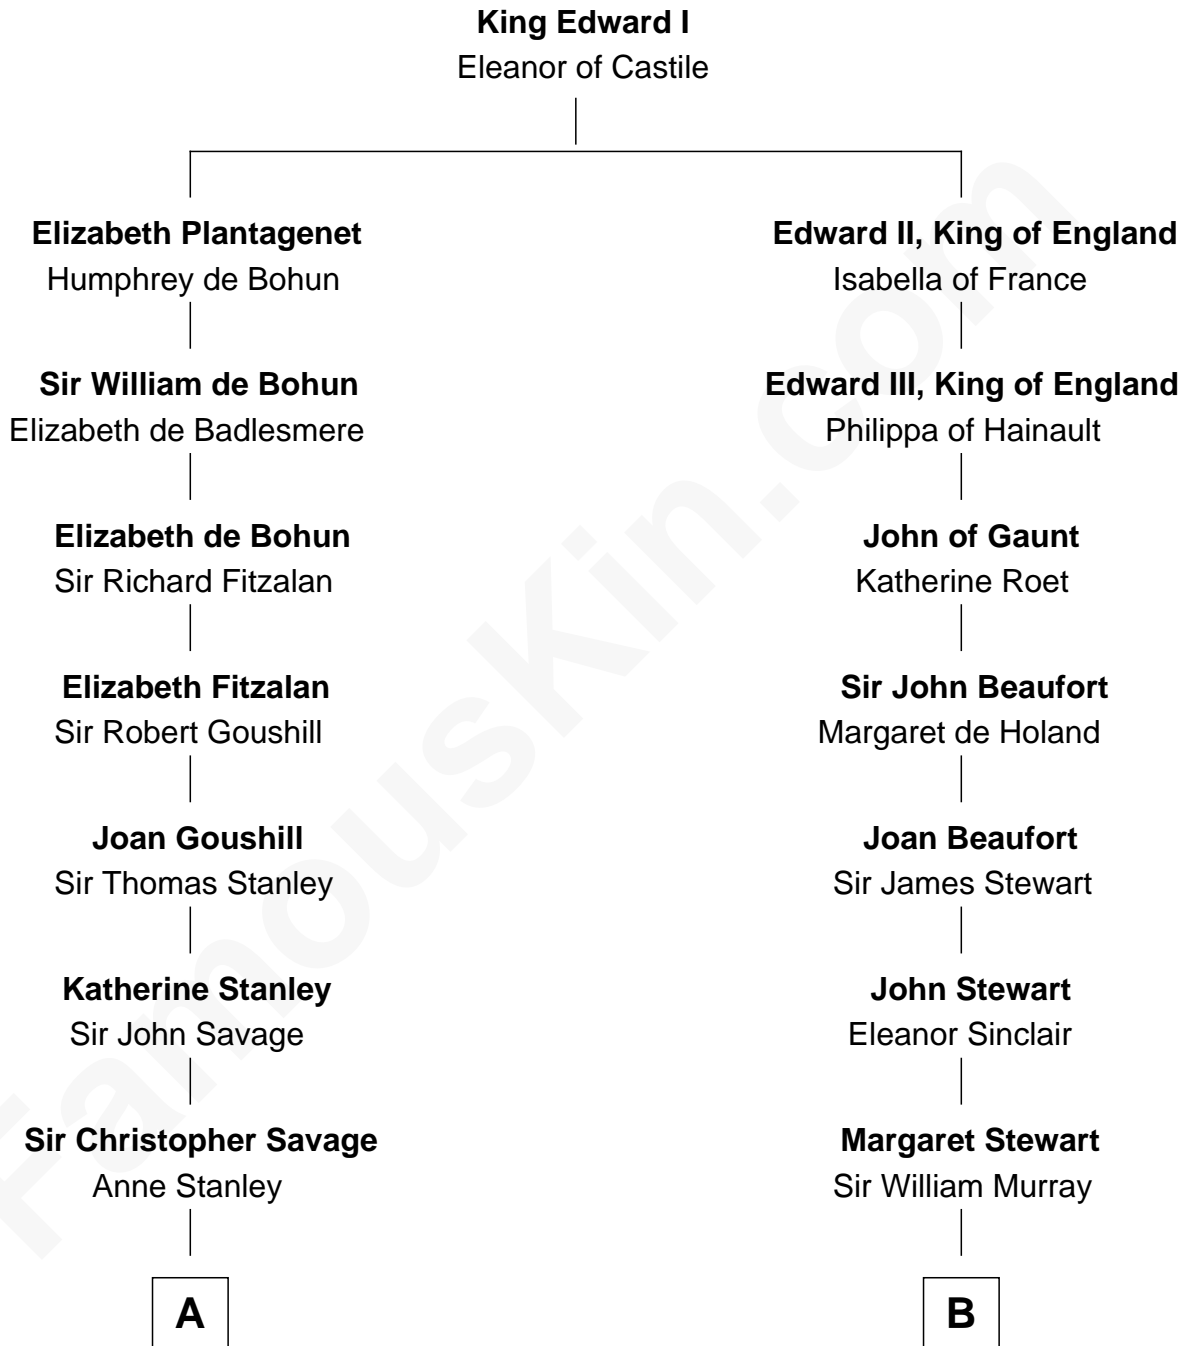 King Edward I
Eleanor of Castile
Elizabeth Plantagenet
Humphrey de Bohun
Sir William de Bohun
Elizabeth de Badlesmere
Elizabeth de Bohun
Sir Richard Fitzalan
Elizabeth Fitzalan
Sir Robert Goushill
Joan Goushill
Sir Thomas Stanley
Katherine Stanley
Sir John Savage
Sir Christopher Savage
Anne Stanley
A
Edward II, King of England
Isabella of France
Edward III, King of England
Philippa of Hainault
John of Gaunt
Katherine Roet
Sir John Beaufort
Margaret de Holand
Joan Beaufort
Sir James Stewart
John Stewart
Eleanor Sinclair
Margaret Stewart
Sir William Murray
B
FamousKin.com